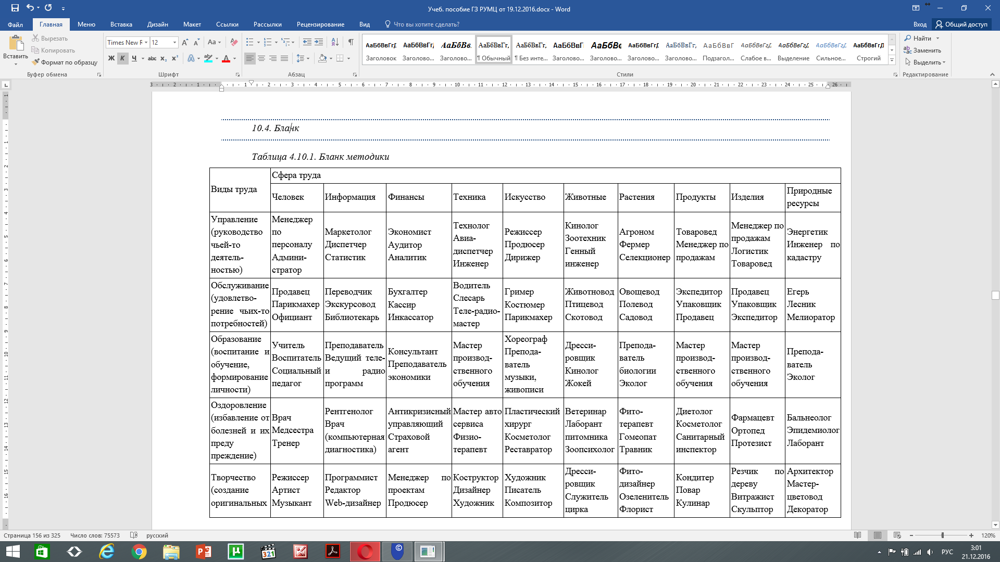 Учеб. пособие ГЗ РУМЦ от 19.12.2016.docx - Word
Файл Главная Меню Вставка Дизайн Макет Ссылки Рассылки Рецензирование Вид Что вы хотите сделать? Вход Общий доступ
Вставить
Вырезать
Копировать
Формат по образцу
Буфер обмена
Times New R 12
Шрифт
Абзац
АаБбВвГгД АаБбВвГг, АаБбВв. АаБбВвГг, АаБбВвГг, АаБбВвГ АаБбВв АаБбВвГг, АаБбВвГг, АаБбВвГ АаБбВвГгД АаБбВвГгД АаБбВвГгД АаБбВвГгД
Заголовок Заголово... Заголово... ¶ Обычный ¶ Без инте... Заголово... Заголово... Заголово... Заголово... Подзагол... Слабое в... Выделение Сильное... Строгий
Стили
Найти
Заменить
Выделить
Редактирование
3 2 1 1 2 3 4 5 6 7 8 9 10 11 12 13 14 15 16 17 18 19 20 21 22 23 24 25 26
10.4. Бланк
Таблица 4.10.1. Бланк методики
Виды труда
Сфера труда
Человек
Информация
Финансы
Техника
Искусство
Животные
Растения
Продукты
Изделия
Природные
ресурсы
Управление
(руководство
чьей-то
деятель-
ностью)
Менеджер
по
персоналу
Админи-
стратор
Маркетолог
Диспетчер
Статистик
Экономист
Аудитор
Аналитик
Технолог
Авиа-
диспетчер
Инженер
Режиссер
Продюсер
Дирижер
Кинолог
Зоотехник
Генный
инженер
Агроном
Фермер
Селекционер
Товаровед
Менеджер по
продажам
Менеджер по
продажам
Логистик
Товаровед
Энергетик
Инженер по
кадастру
Обслуживание
(удовлетво-
рение чьих-то
потребностей)
Продавец
Парикмахер
Официант
Переводчик
Экскурсовод
Библиотекарь
Бухгалтер
Кассир
Инкассатор
Водитель
Слесарь
Теле-радио-
мастер
Гример
Костюмер
Парикмахер
Животновод
Птицевод
Скотовод
Овощевод
Полевод
Садовод
Экспедитор
Упаковщик
Продавец
Продавец
Упаковщик
Экспедитор
Егерь
Лесник
Мелиоратор
Образование
(воспитание и
обучение,
формирование
личности)
Учитель
Воспитатель
Социальный
педагог
Преподаватель
Ведущий теле-
и радио
программ
Консультант
Преподаватель
экономики
Мастер
производ-
ственного
обучения
Хореограф
Препода-
ватель
музыки,
живописи
Дресси-
ровщик
Кинолог
Жокей
Препода-
ватель
биологии
Эколог
Мастер
производ-
ственного
обучения
Мастер
производ-
ственного
обучения
Препода-
ватель
Эколог
Оздоровление
(избавление от
болезней и их
преду
преждение)
Врач
Медсестра
Тренер
Рентгенолог
Врач
(компьютерная
диагностика)
Антикризисный
управляющий
Страховой
агент
Мастер авто
сервиса
Физио-
терапевт
Пластический
хирург
Косметолог
Реставратор
Ветеринар
Лаборант
питомника
Зоопсихолог
Фито-
терапевт
Гомеопат
Травник
Диетолог
Косметолог
Санитарный
инспектор
Фармацевт
Ортопед
Протезист
Бальнеолог
Эпидемиолог
Лаборант
Творчество
(создание
оригинальных
Режиссер
Артист
Музыкант
Программист
Редактор
Web-дизайнер
Менеджер по
проектам
Продюсер
Коструктор
Дизайнер
Художник
Художник
Писатель
Композитор
Дресси-
ровщик
Служитель
цирка
Фито-
дизайнер
Озеленитель
Флорист
Кондитер
Повар
Кулинар
Резчик по
дереву
Витражист
Скульптор
Архитектор
Мастер-
цветовод
Декоратор
Страница 156 из 325 Число слов: 75573 русский 120%
РУС
3:01
21.12.2016